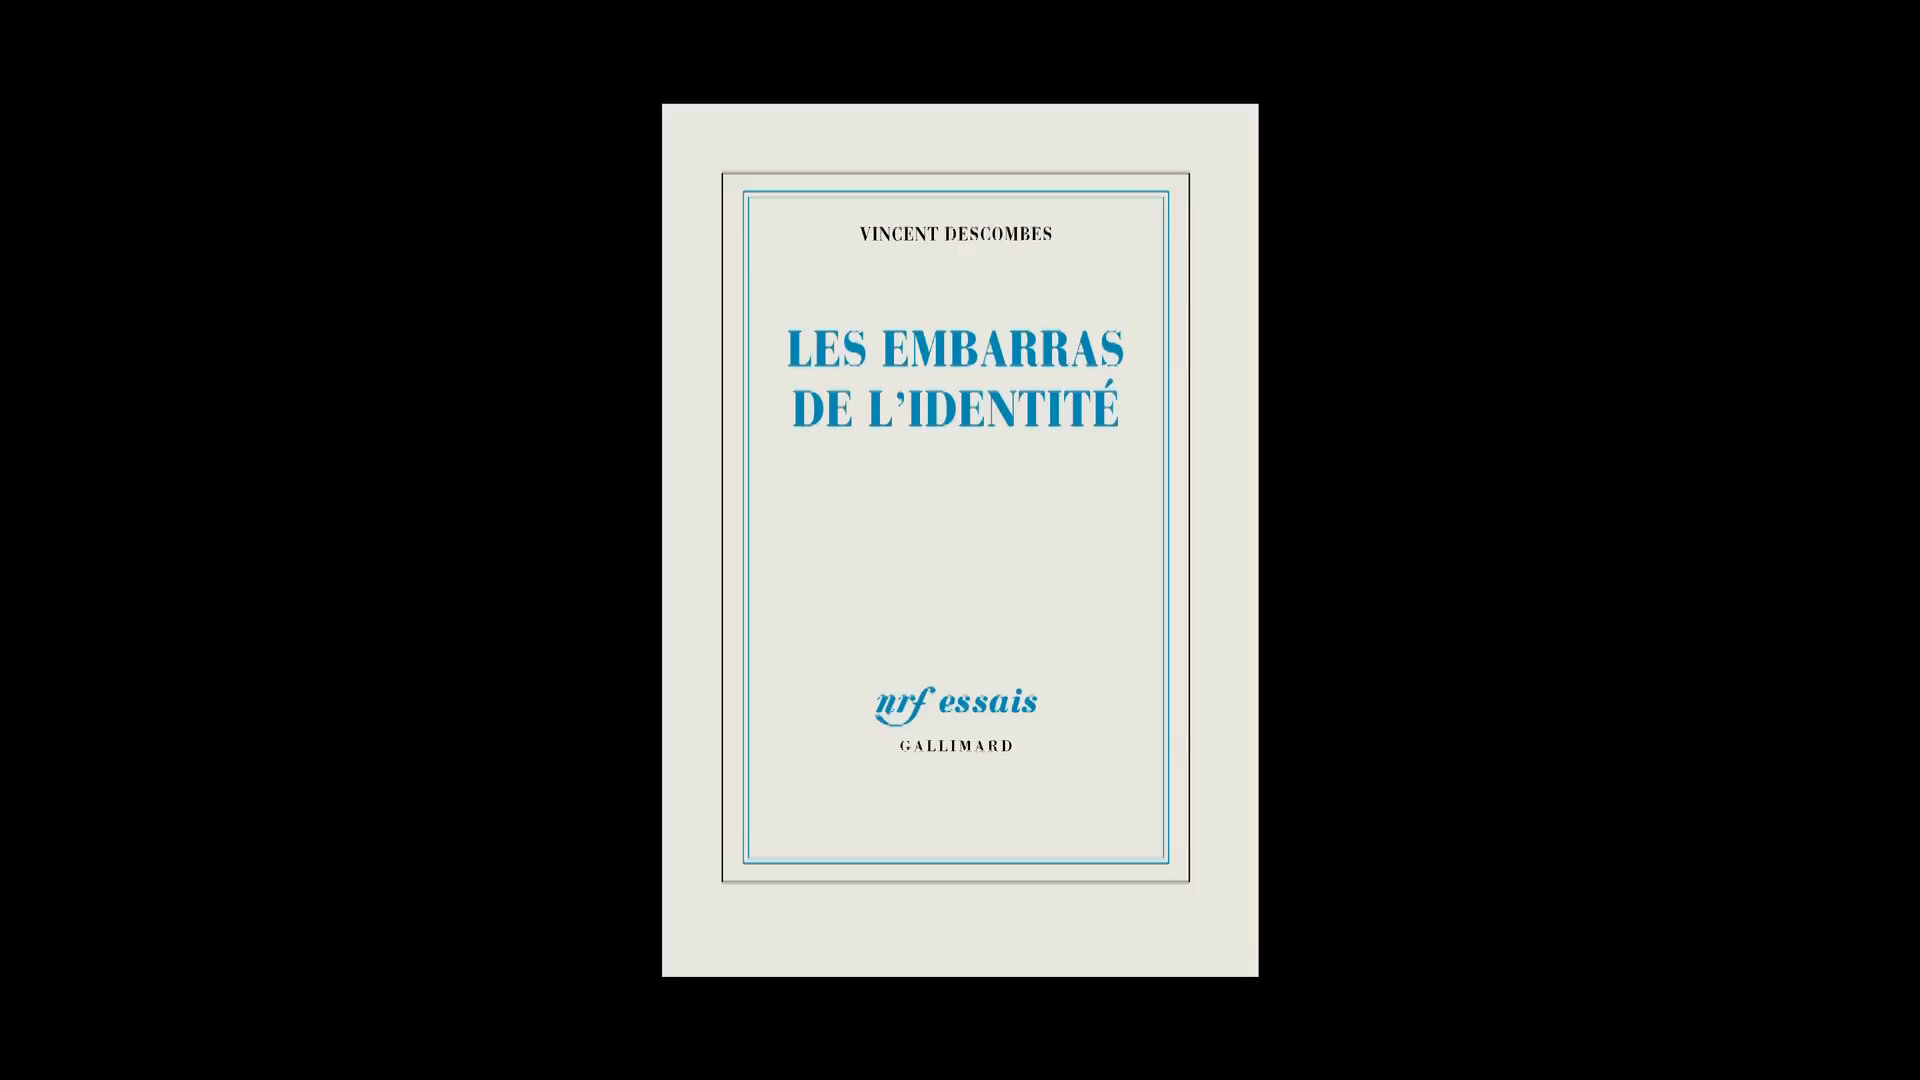 VINCENT DESCOMBES
LES EMBARRAS
DE L’IDENTITÉ
nrf essais
GALLIMARD